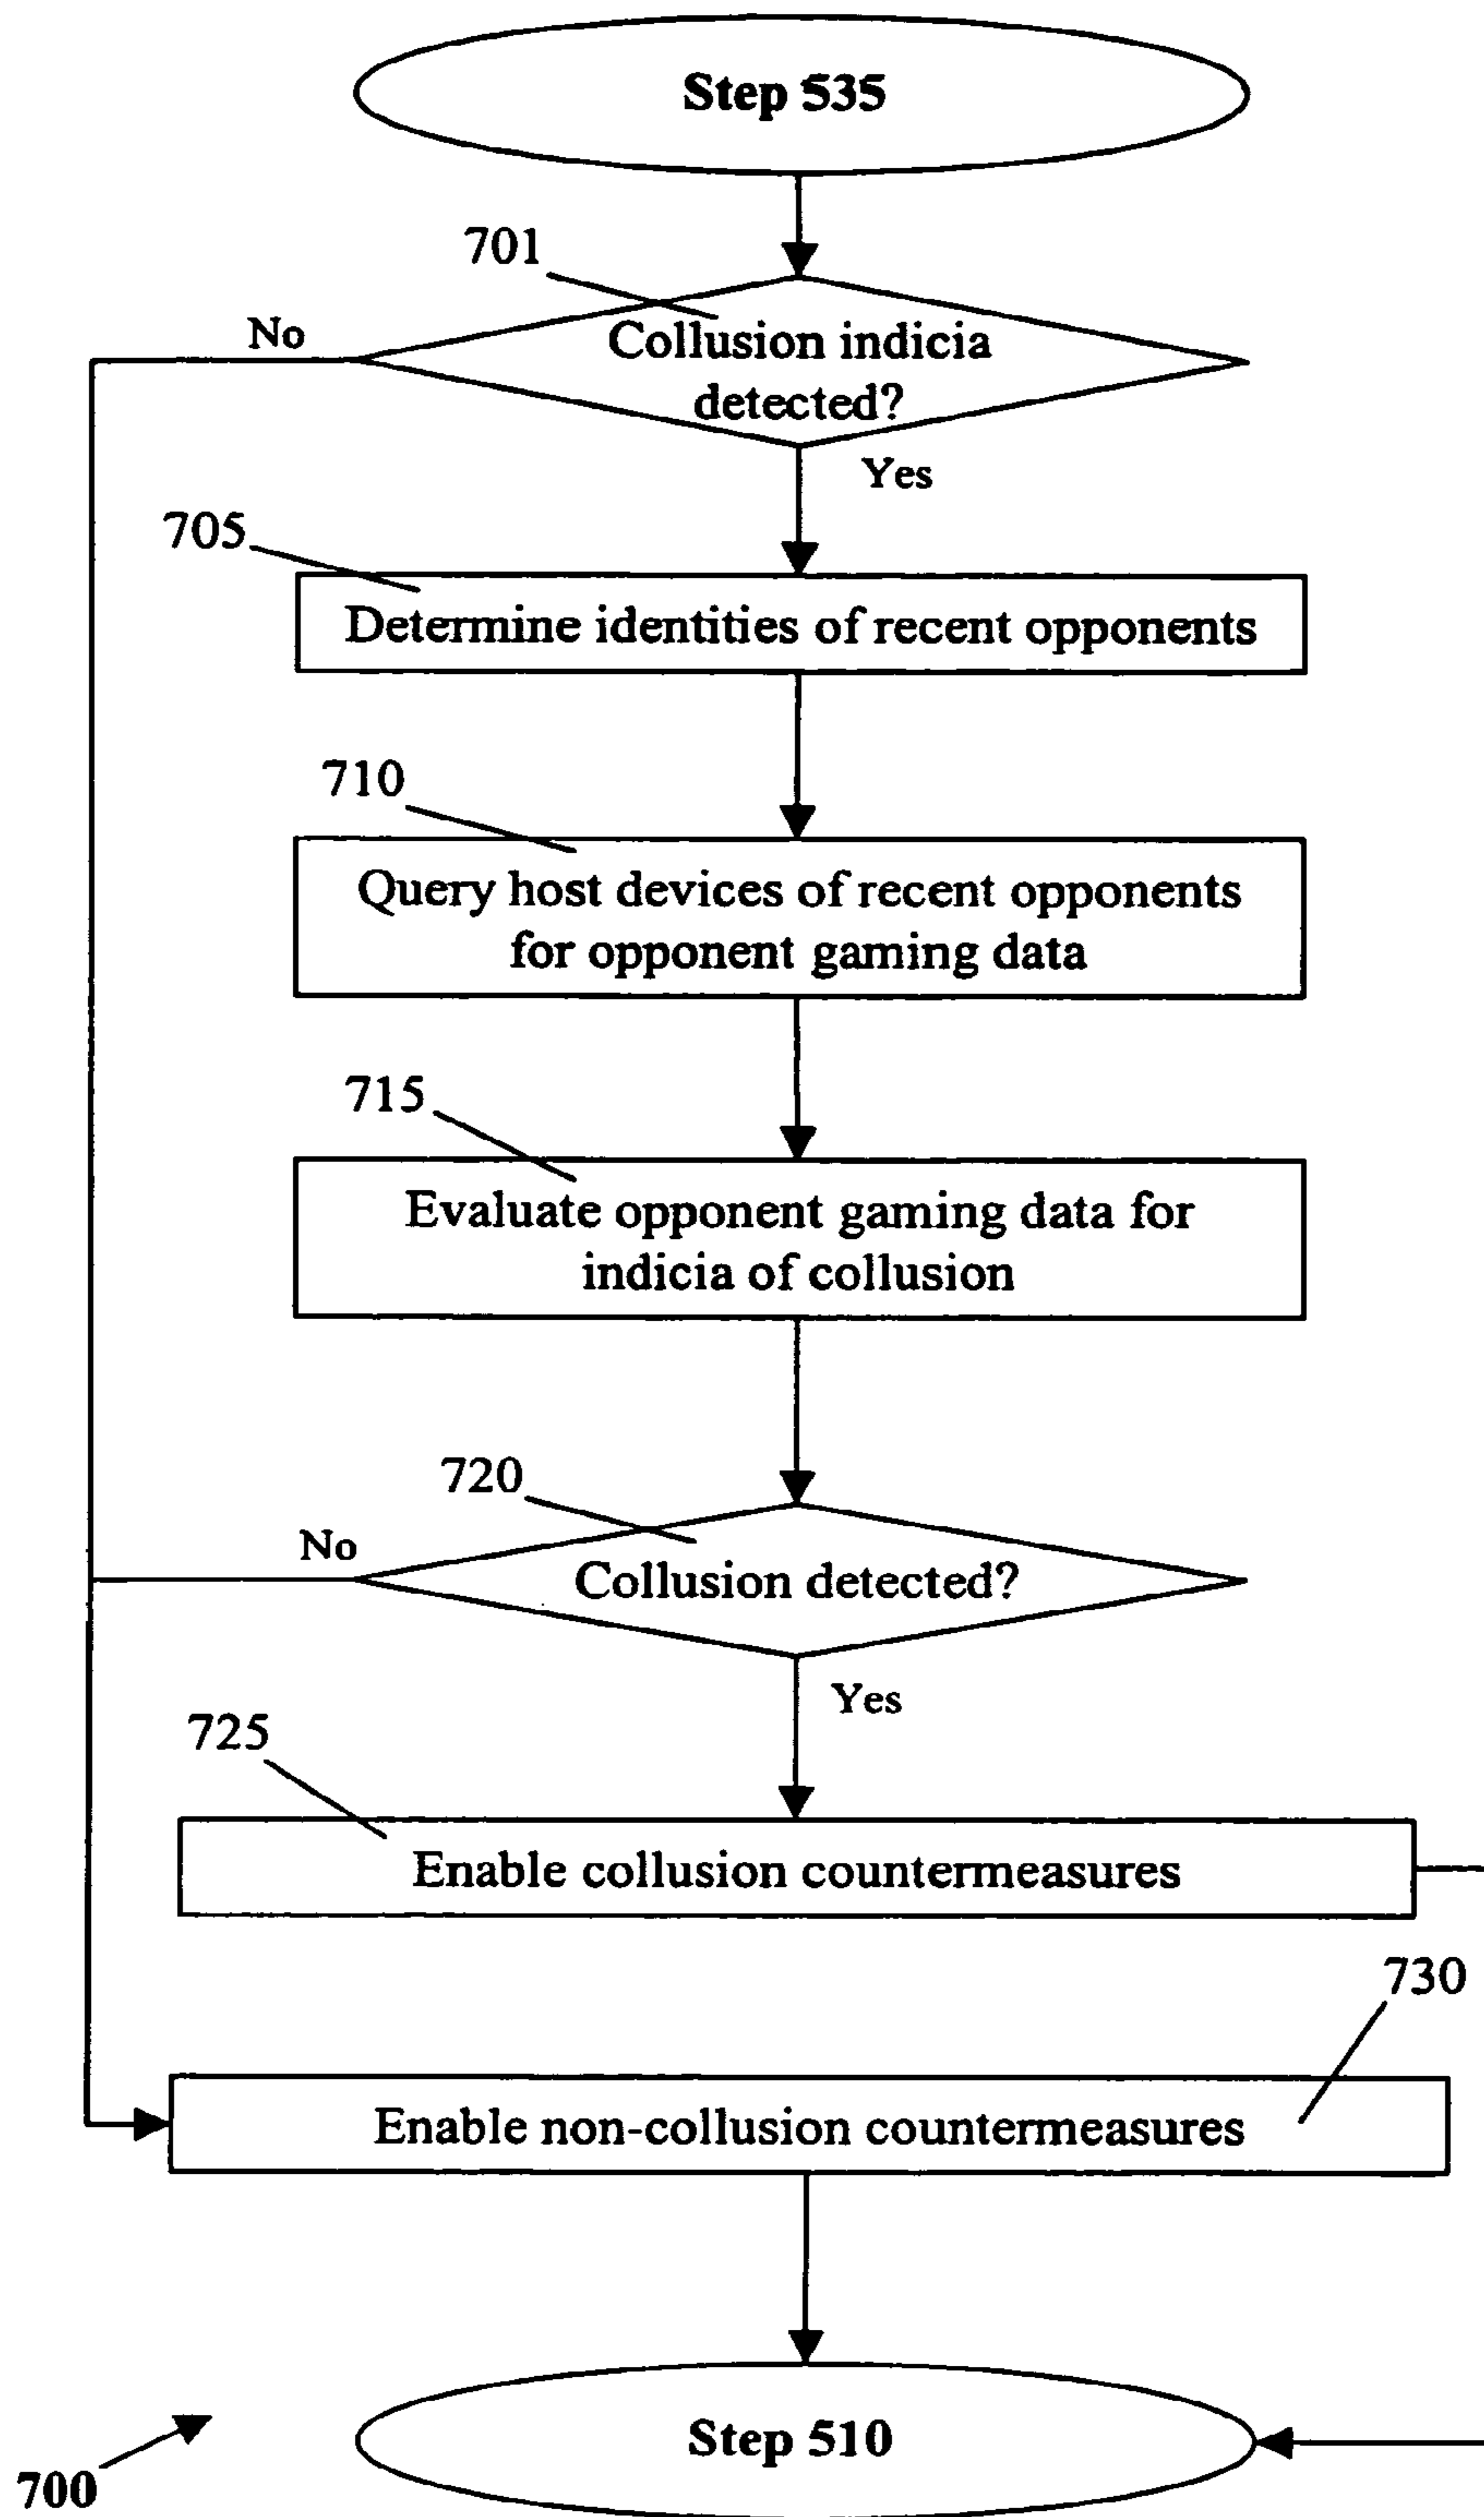 Step 535
701
No
Collusion indicia
detected?
Yes
705
Determine identities of recent opponents
710
Query host devices of recent opponents
for opponent gaming data
715
Evaluate opponent gaming data for
indicia of collusion
720
No
Collusion detected?
Yes
725
Enable collusion countermeasures
730
Enable non-collusion countermeasures
Step 510
700